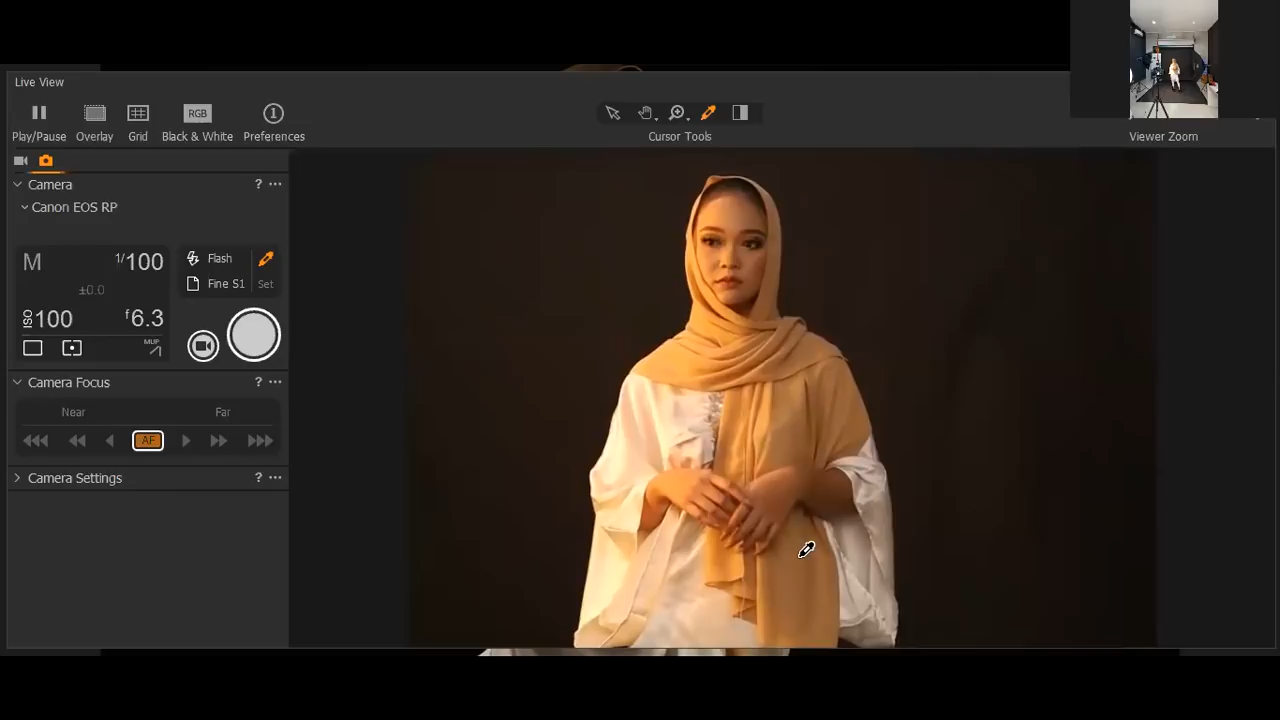 Live View
Play/Pause
Overlay
Grid
RGB
Black & White
Preferences
Cursor Tools
Viewer Zoom
Camera
? ···
Canon EOS RP
M
1/100
±0.0
ISO 100
f6.3
MUP
Flash
Fine S1
Set
Camera Focus
? ···
Near
Far
AF
Camera Settings
? ···